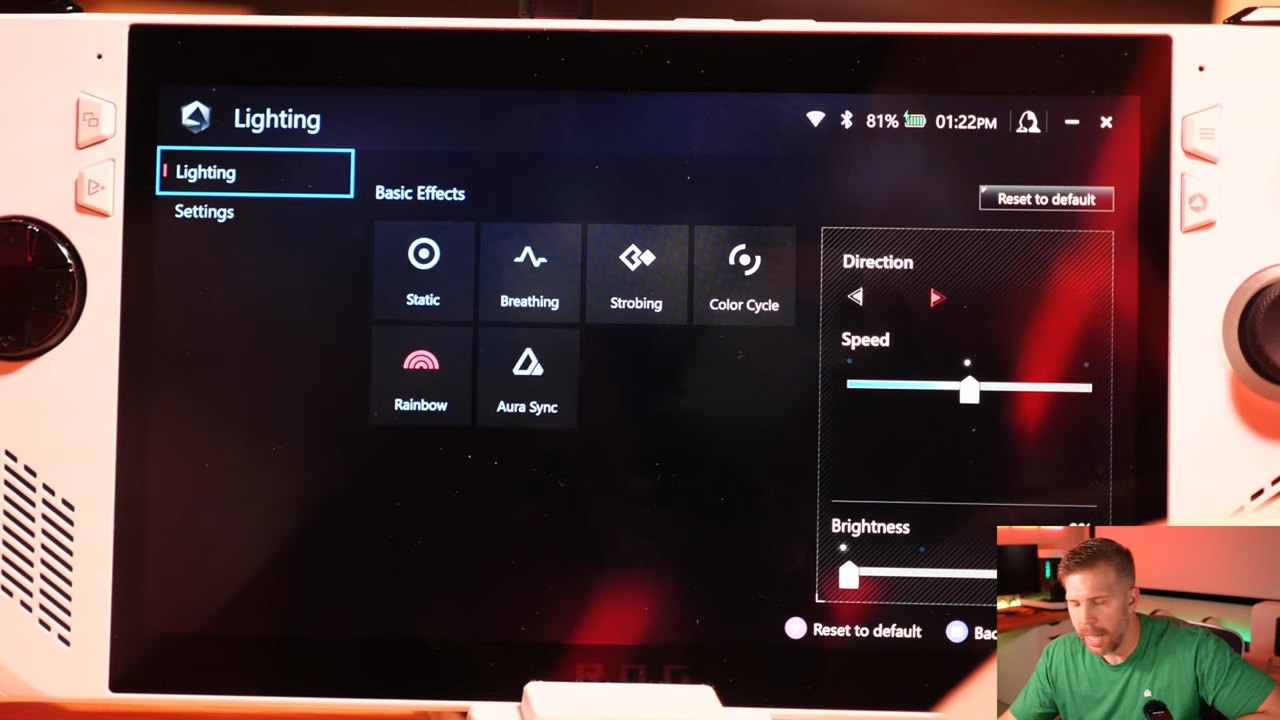 Lighting
81%
01:22PM
Lighting
Settings
Basic Effects
Reset to default
Static
Breathing
Strobing
Color Cycle
Rainbow
Aura Sync
Direction
Speed
Brightness
Reset to default
ROG